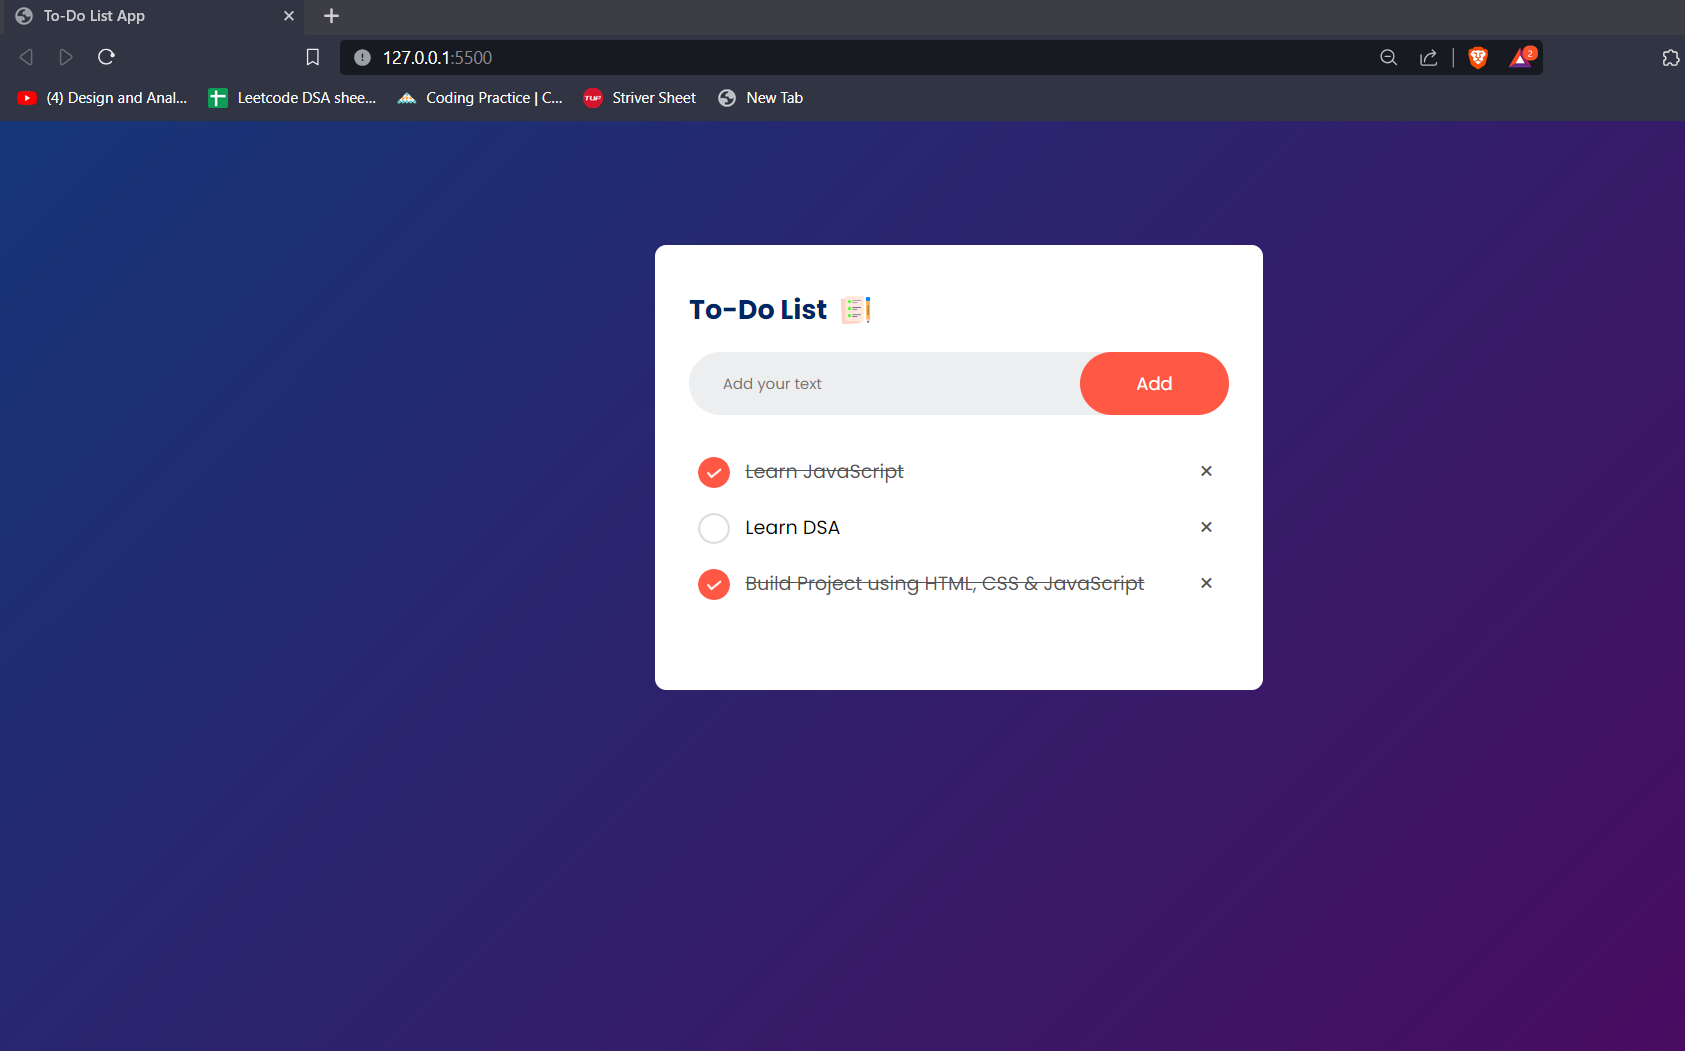 To-Do List App
127.0.0.1:5500
2
(4) Design and Anal...
Leetcode DSA shee...
Coding Practice | C...
TUF
Striver Sheet
New Tab
To-Do List
Add your text
Add
Learn JavaScript
Learn DSA
Build Project using HTML, CSS & JavaScript